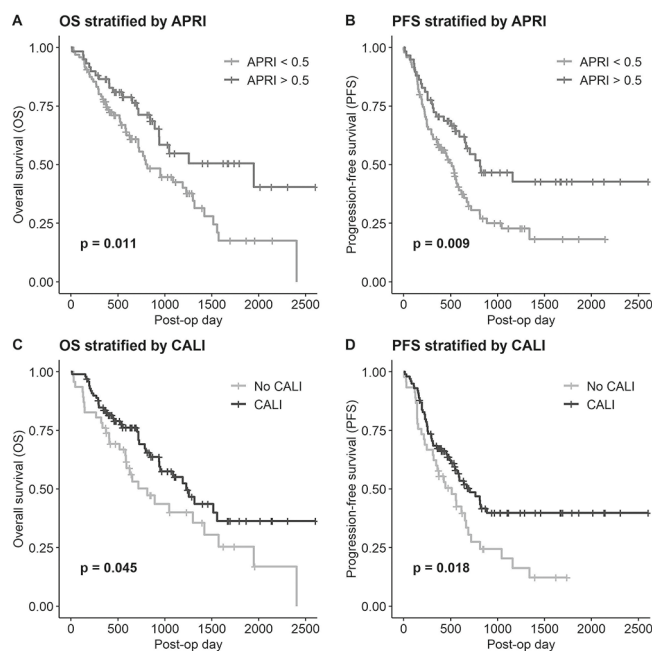 A OS stratified by APRI
1.00
0.75
0.50
0.25
0.00
Overall survival (OS)
APRI < 0.5
APRI > 0.5
p = 0.011
0 500 1000 1500 2000 2500
Post-op day
B PFS stratified by APRI
1.00
0.75
0.50
0.25
0.00
Progression-free survival (PFS)
APRI < 0.5
APRI > 0.5
p = 0.009
0 500 1000 1500 2000 2500
Post-op day
C OS stratified by CALI
1.00
0.75
0.50
0.25
0.00
Overall survival (OS)
No CALI
CALI
p = 0.045
0 500 1000 1500 2000 2500
Post-op day
D PFS stratified by CALI
1.00
0.75
0.50
0.25
0.00
Progression-free survival (PFS)
No CALI
CALI
p = 0.018
0 500 1000 1500 2000 2500
Post-op day